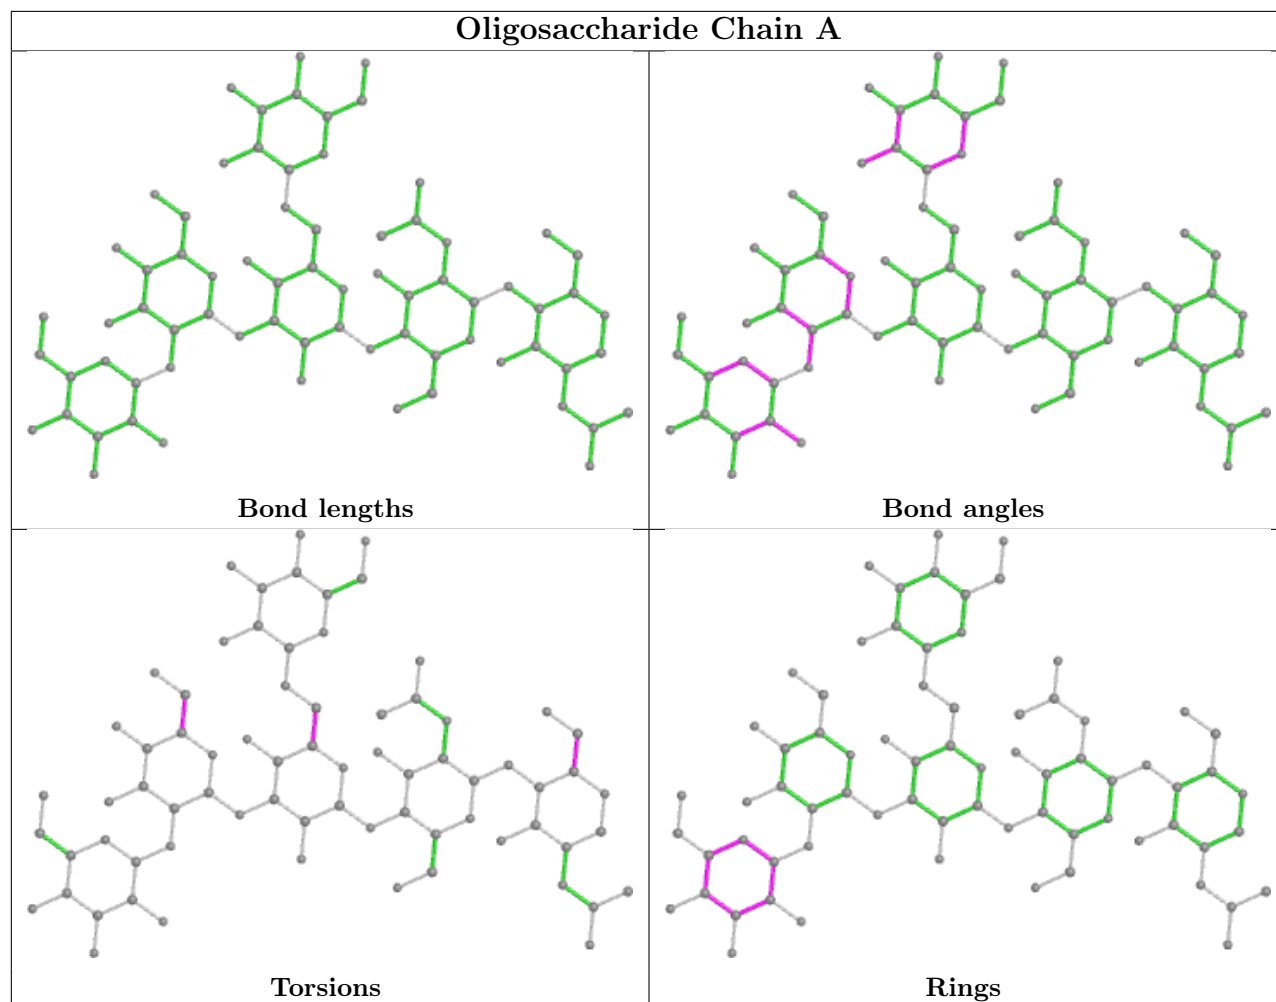 Oligosaccharide Chain A
Bond lengths
Bond angles
Torsions
Rings